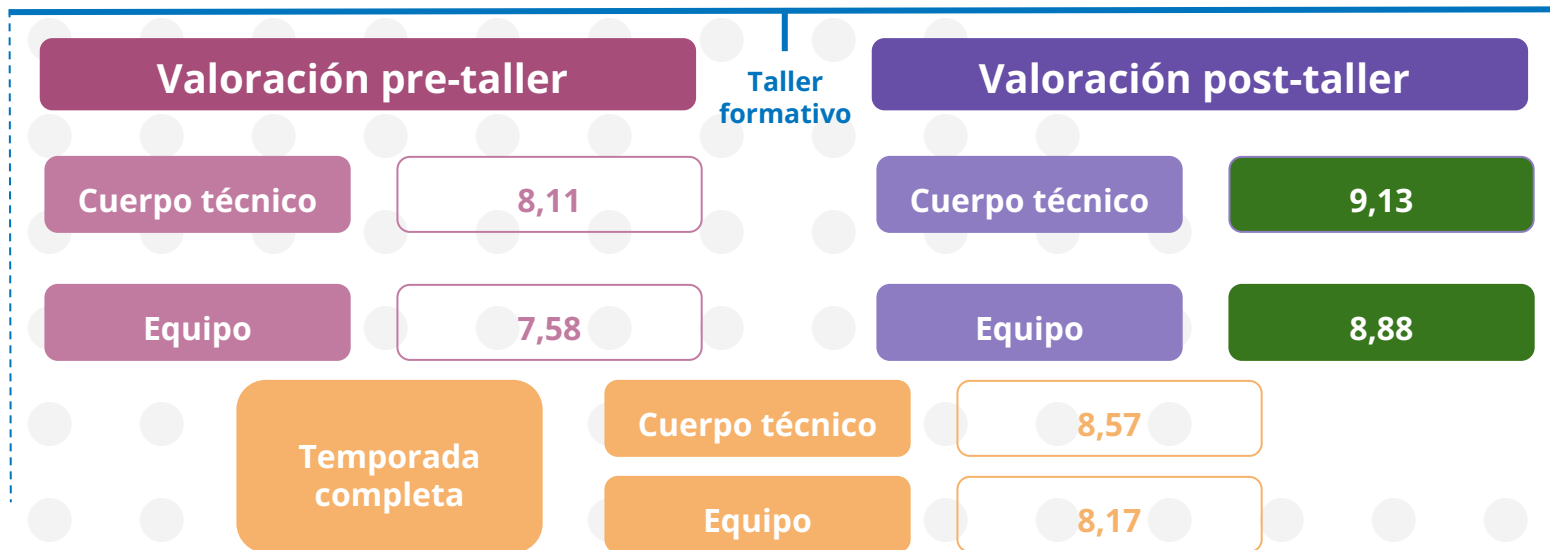 Valoración pre-taller
Taller
formativo
Valoración post-taller
Cuerpo técnico
8,11
Cuerpo técnico
9,13
Equipo
7,58
Equipo
8,88
Temporada
completa
Cuerpo técnico
8,57
Equipo
8,17